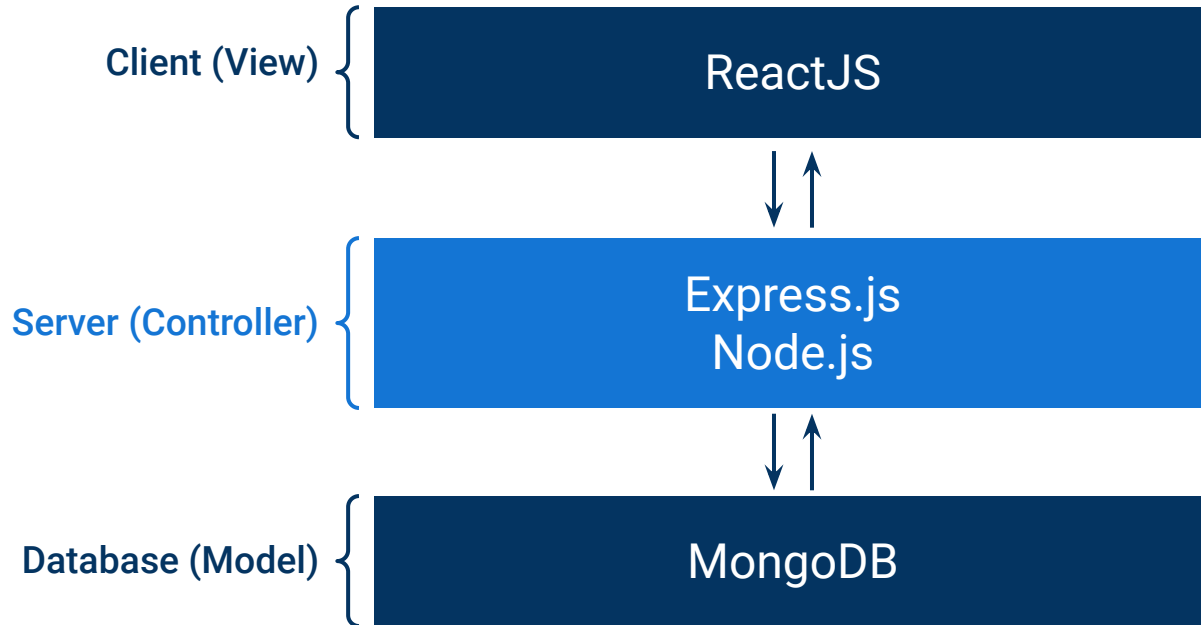 Client (View)
ReactJS
Server (Controller)
Express.js
Node.js
Database (Model)
MongoDB